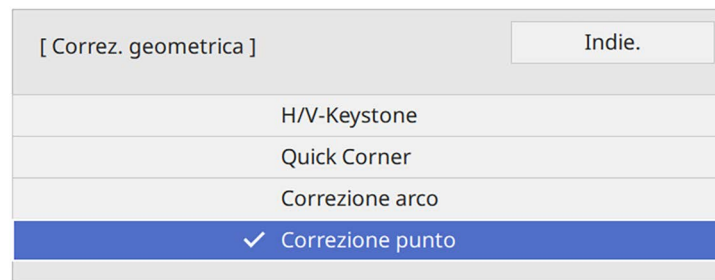 [ Correz. geometrica ]
Indie.
H/V-Keystone
Quick Corner
Correzione arco
Correzione punto